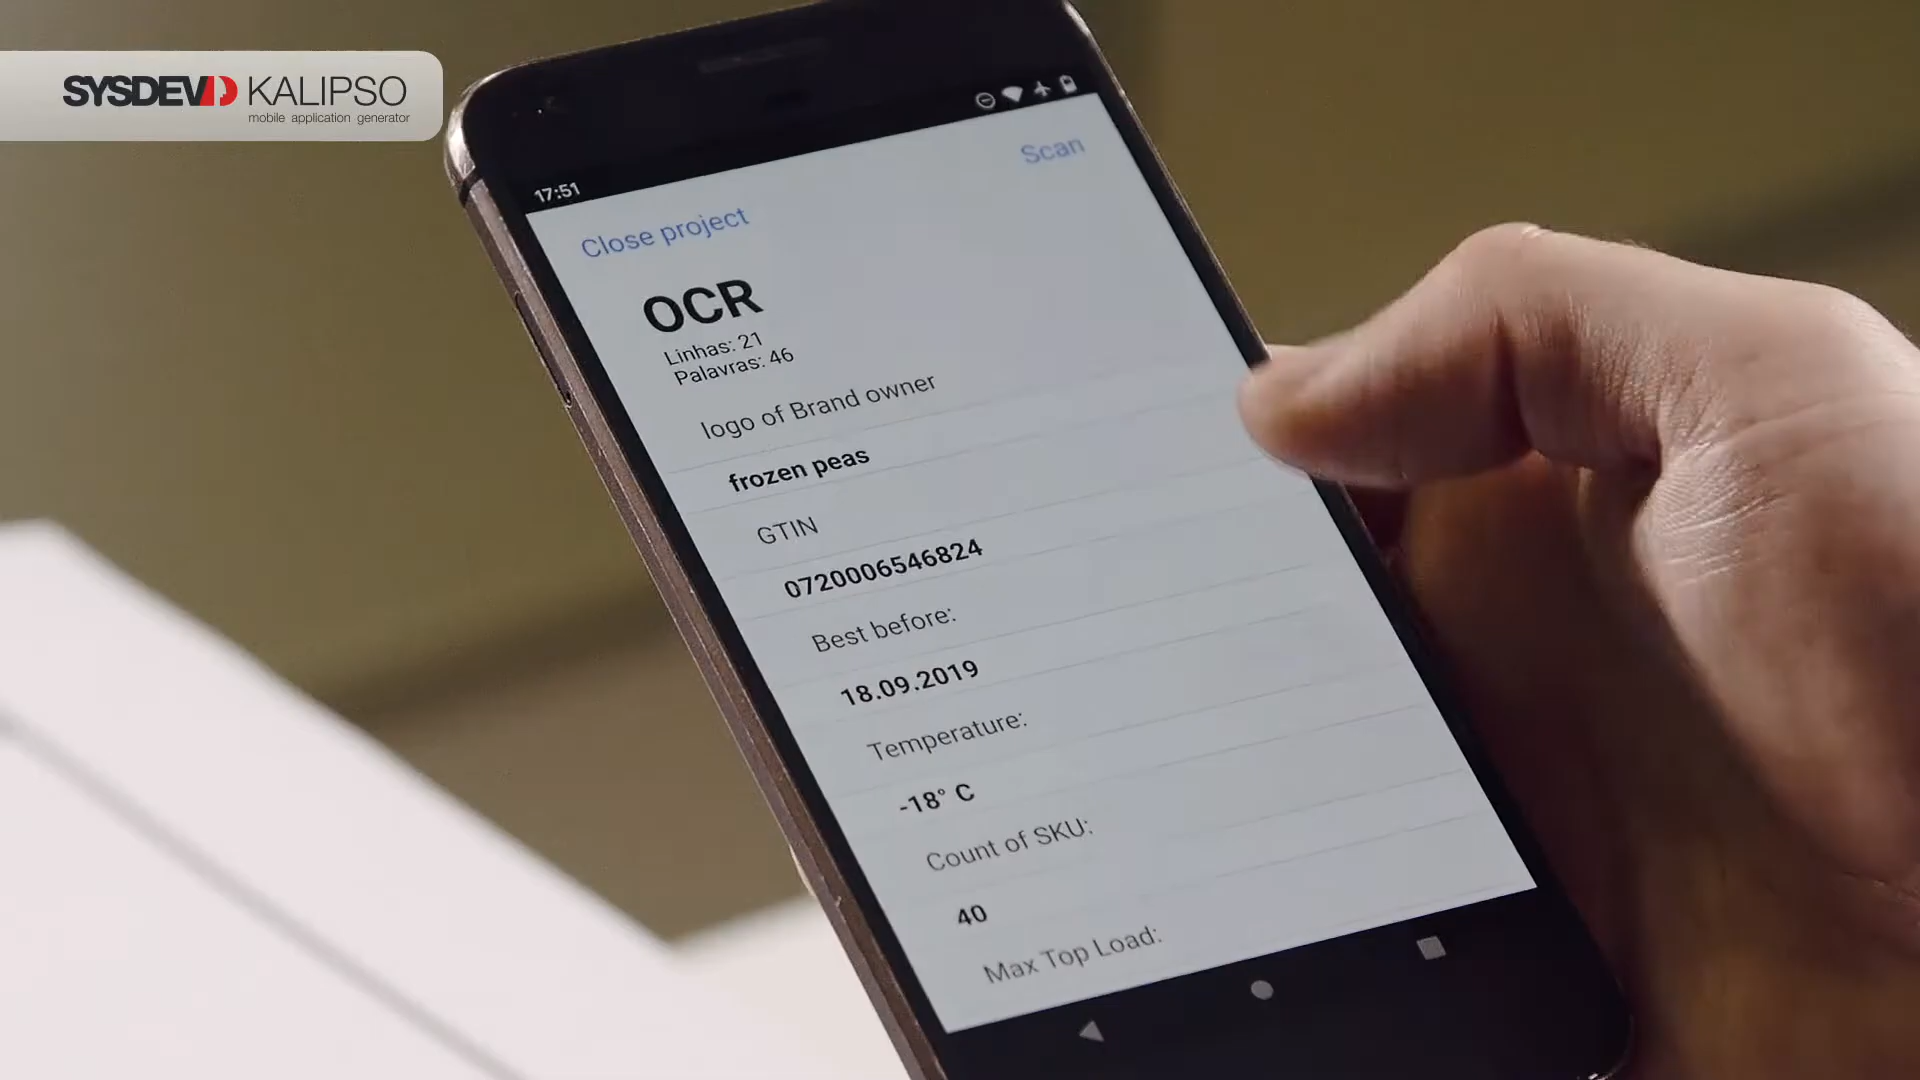 SYSDEV KALIPSO
mobile application generator
17:51
Scan
Close project
OCR
Linhas: 21
Palavras: 46
logo of Brand owner
frozen peas
GTIN
0720006546824
Best before:
18.09.2019
Temperature:
-18° C
Count of SKU:
40
Max Top Load: